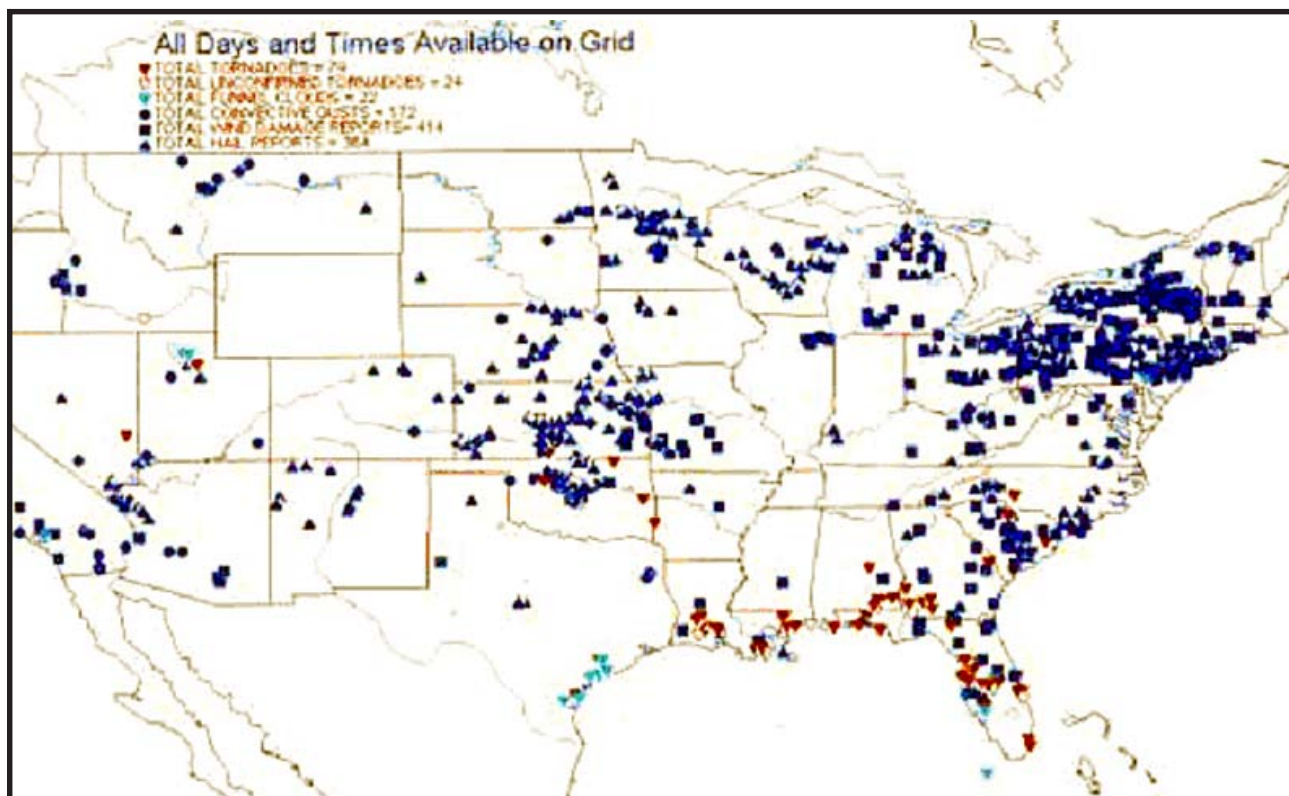 All Days and Times Available on Grid
TOTAL TORNADOES = 79
TOTAL UNCONFIRMED TORNADOES = 24
TOTAL FUNNEL CLOUDS = 22
TOTAL CONVECTIVE GUSTS = 172
TOTAL WIND DAMAGE REPORTS= 414
TOTAL HAIL REPORTS = 364